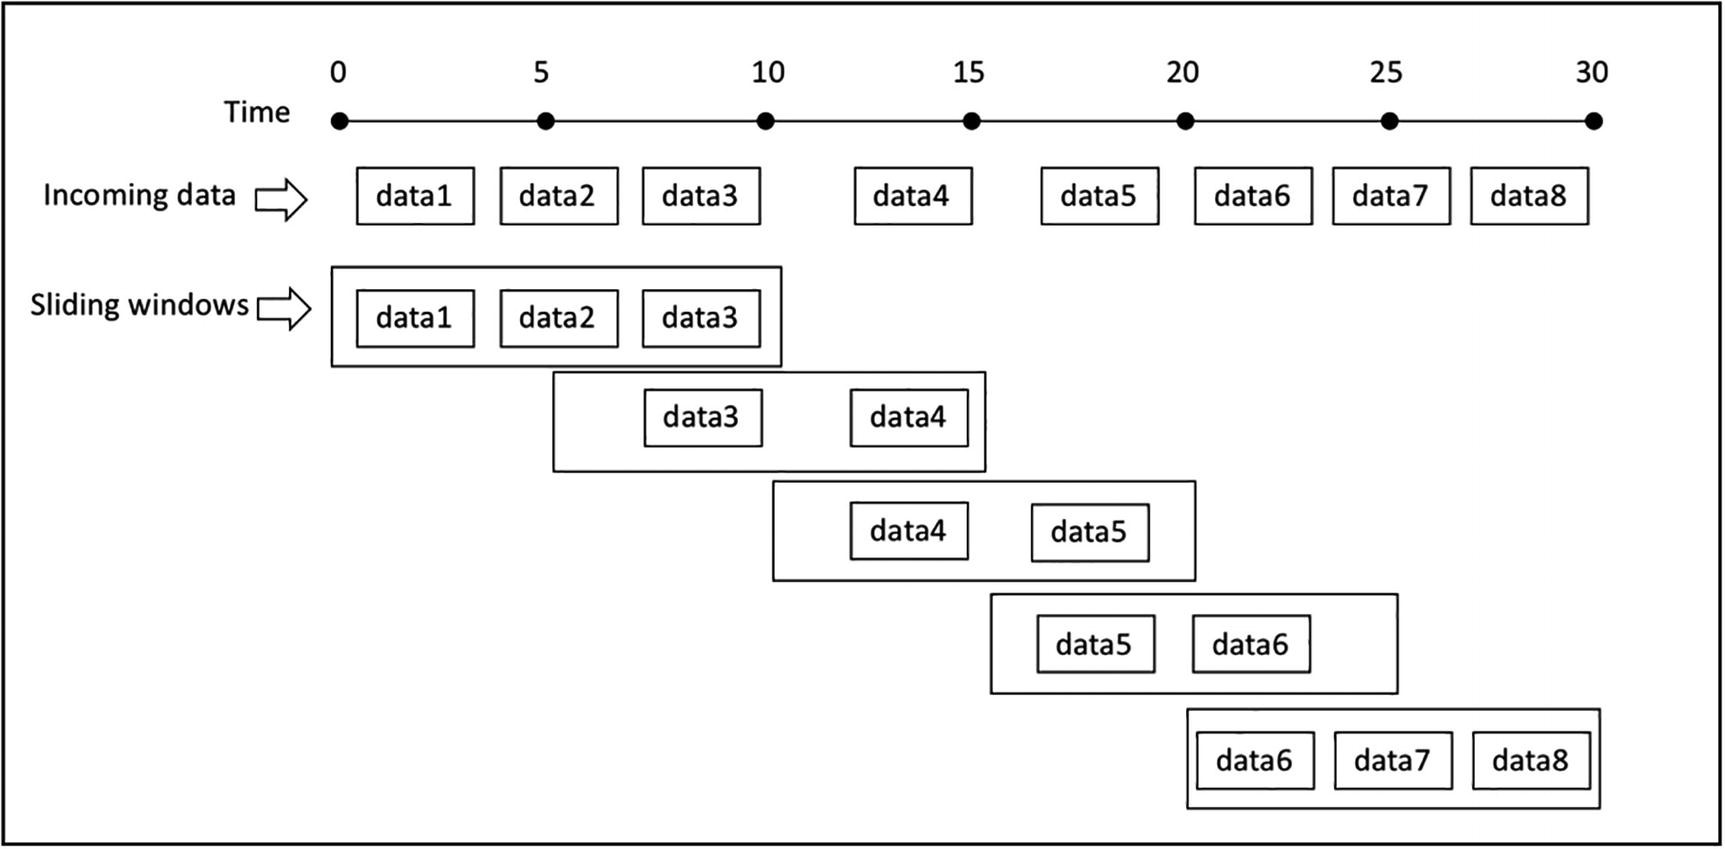 0 5 10 15 20 25 30
Time
Incoming data data1 data2 data3 data4 data5 data6 data7 data8
Sliding windows data1 data2 data3
data3 data4
data4 data5
data5 data6
data6 data7 data8